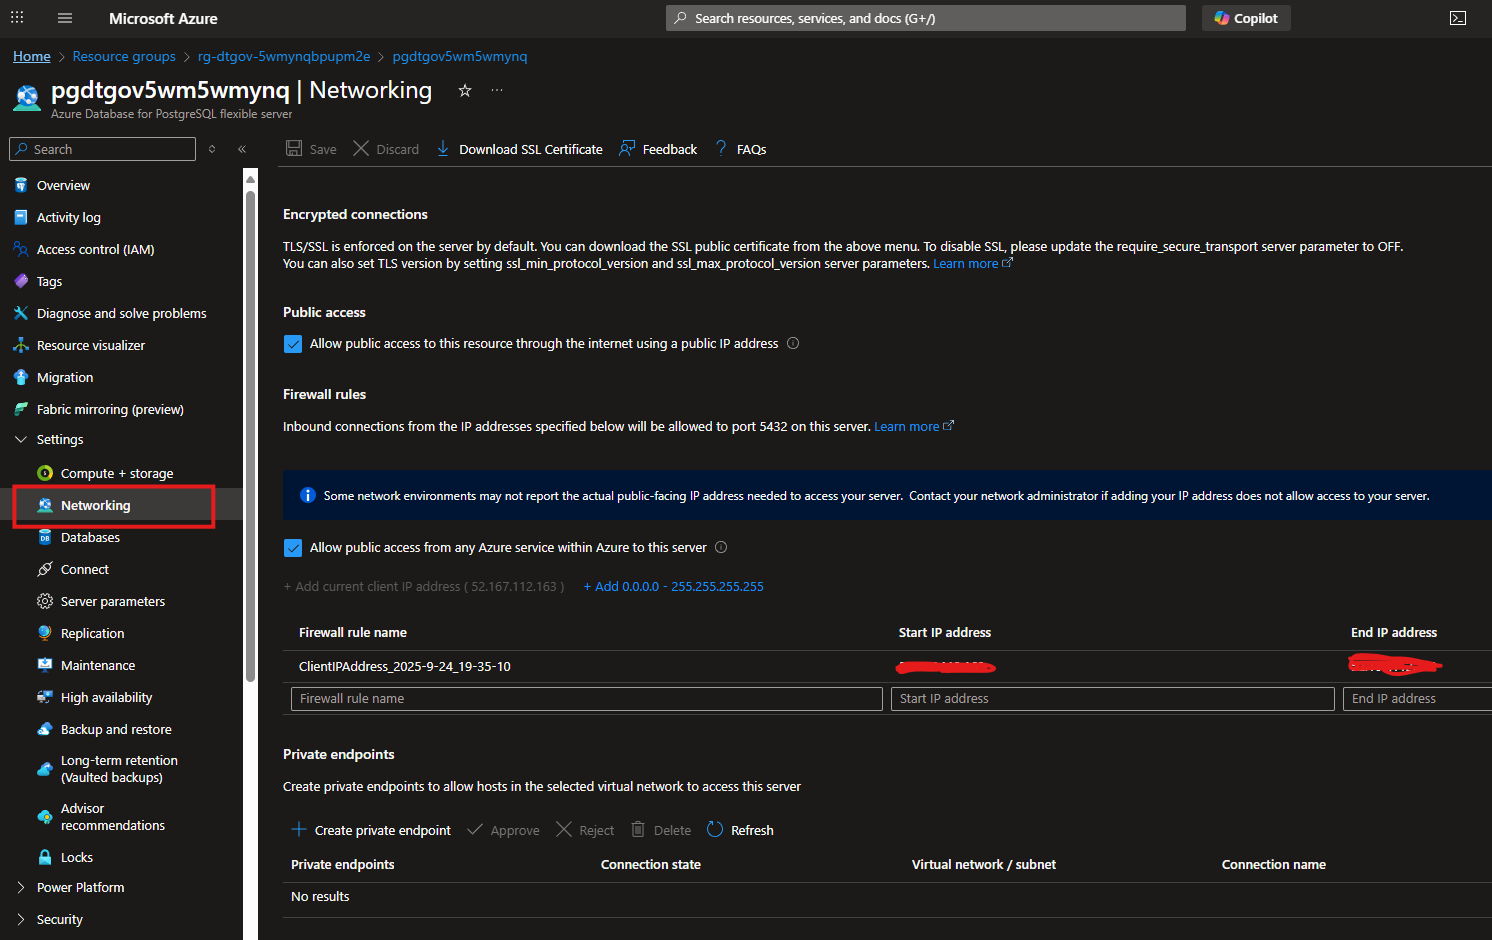 Microsoft Azure
Search resources, services, and docs (G+/)
Copilot
Home > Resource groups > rg-dtgov-5wmynqbpupm2e > pgdtgov5wm5wmynq
pgdtgov5wm5wmynq | Networking
Azure Database for PostgreSQL flexible server
Search
Save
Discard
Download SSL Certificate
Feedback
FAQs
Overview
Activity log
Access control (IAM)
Tags
Diagnose and solve problems
Resource visualizer
Migration
Fabric mirroring (preview)
Settings
Compute + storage
Networking
Databases
Connect
Server parameters
Replication
Maintenance
High availability
Backup and restore
Long-term retention
(Vaulted backups)
Advisor
recommendations
Locks
Power Platform
Security
Encrypted connections
TLS/SSL is enforced on the server by default. You can download the SSL public certificate from the above menu. To disable SSL, please update the require_secure_transport server parameter to OFF.
You can also set TLS version by setting ssl_min_protocol_version and ssl_max_protocol_version server parameters. Learn more
Public access
Allow public access to this resource through the internet using a public IP address
Firewall rules
Inbound connections from the IP addresses specified below will be allowed to port 5432 on this server. Learn more
Some network environments may not report the actual public-facing IP address needed to access your server. Contact your network administrator if adding your IP address does not allow access to your server.
Allow public access from any Azure service within Azure to this server
+ Add current client IP address ( 52.167.112.163 )
+ Add 0.0.0.0 - 255.255.255.255
Firewall rule name Start IP address End IP address
ClientIPAddress_2025-9-24_19-35-10
Firewall rule name Start IP address End IP address
Private endpoints
Create private endpoints to allow hosts in the selected virtual network to access this server
Create private endpoint
Approve
Reject
Delete
Refresh
Private endpoints Connection state Virtual network / subnet Connection name
No results